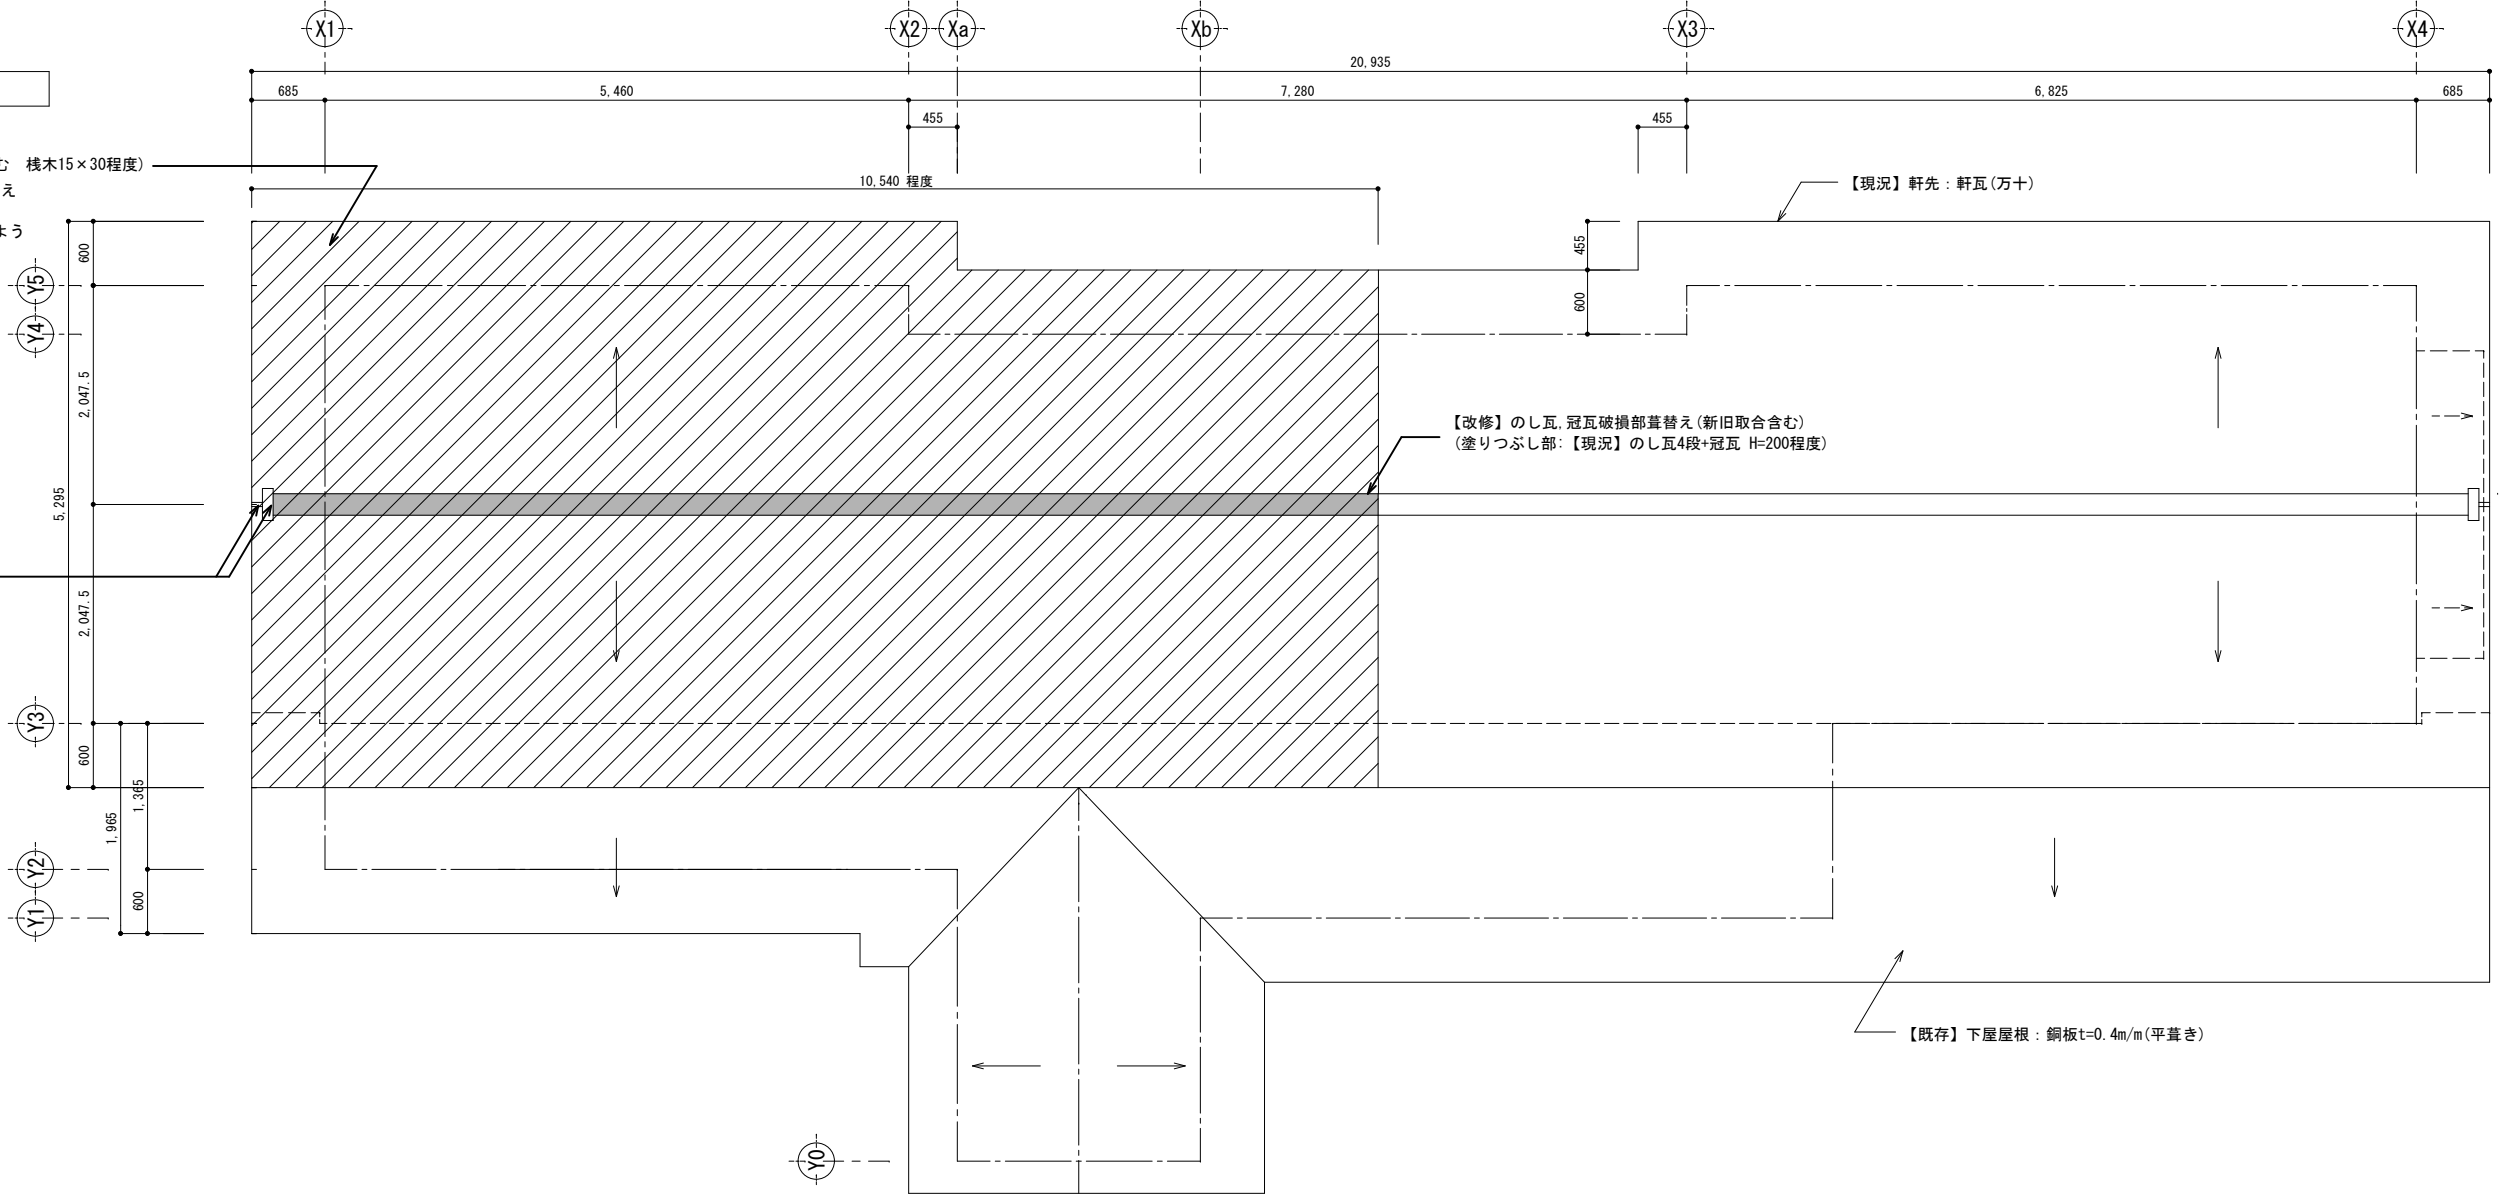 X1
X2
Xa
Xb
X3
X4
20,935
685
5,460
7,280
6,825
685
455
455
む 桟木15×30程度)
え
よう
10,540 程度
【現況】軒先：軒瓦(万十)
600
455
600
Y5
Y4
2,047.5
【改修】のし瓦,冠瓦破損部葺替え(新旧取合含む)
(塗りつぶし部:【現況】のし瓦4段+冠瓦 H=200程度)
5,295
2,047.5
Y3
600
1,365
1,965
Y2
600
Y1
【既存】下屋屋根：銅板t=0.4m/m(平葺き)
Y0